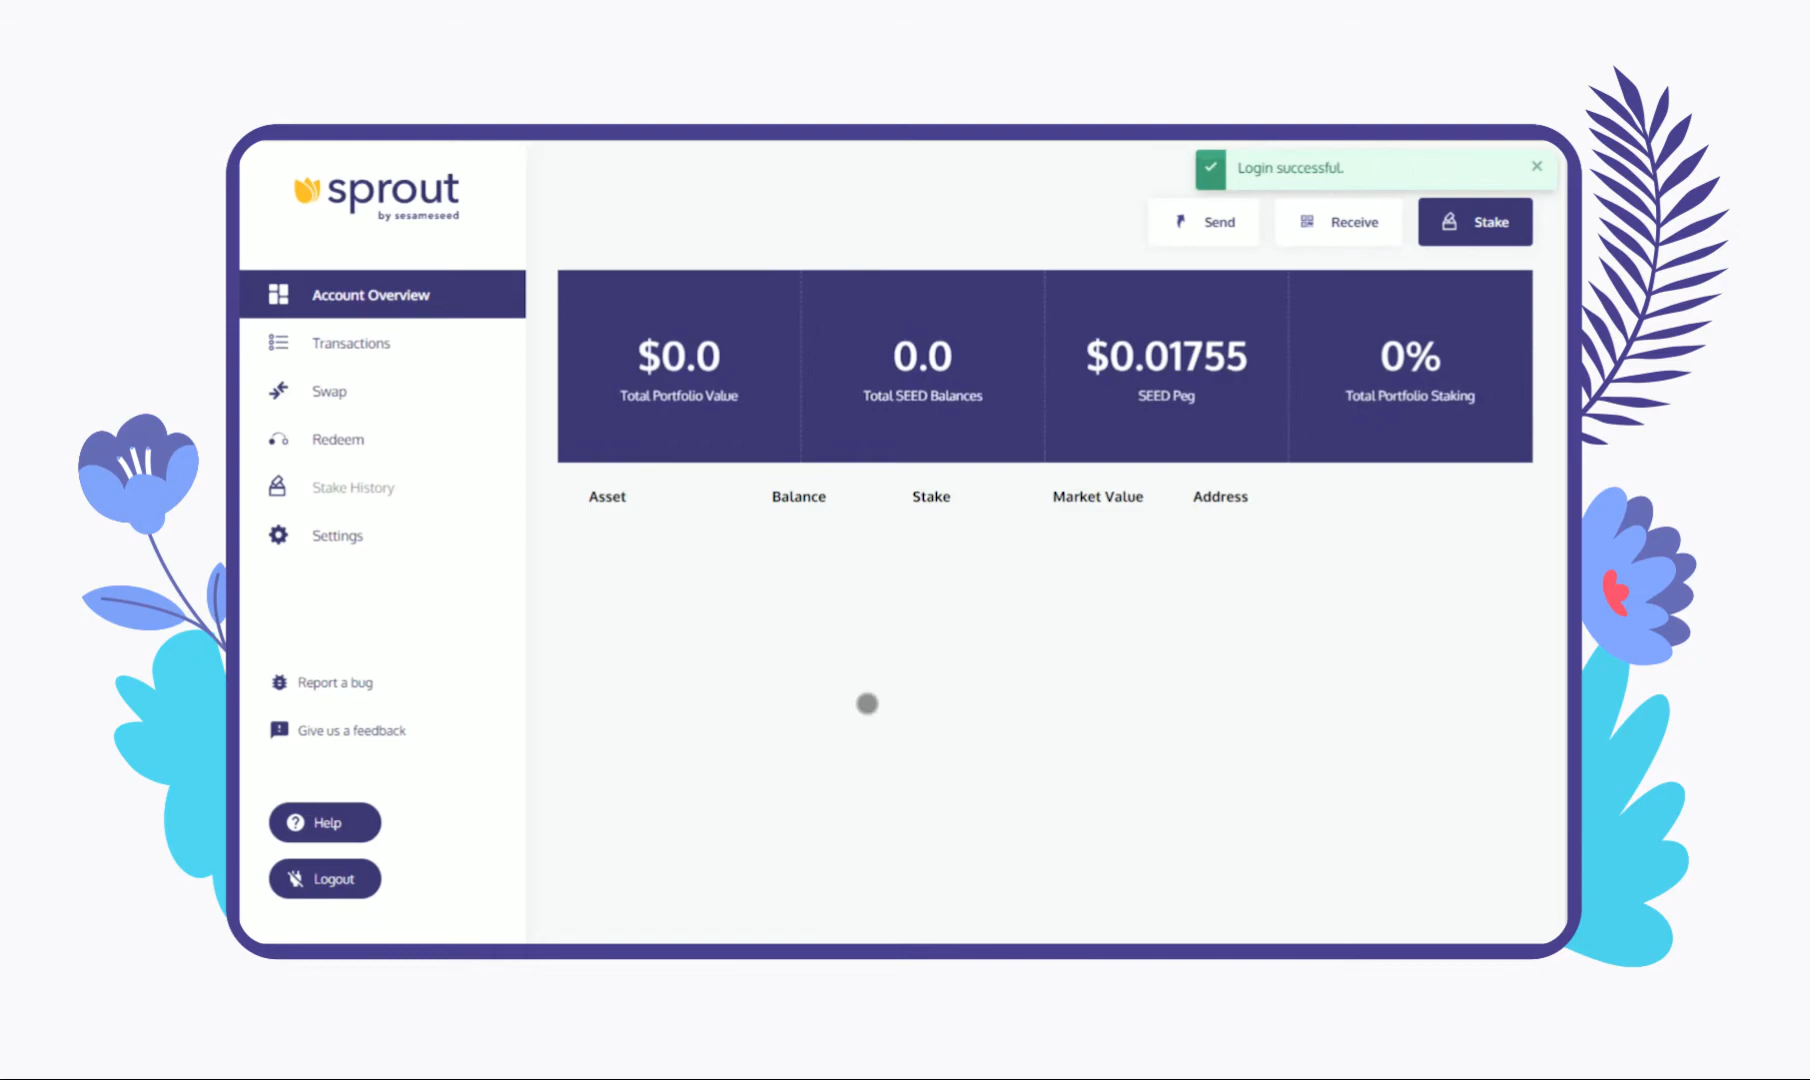 sprout
by sesameseed
Account Overview
Transactions
Swap
Redeem
Stake History
Settings
Report a bug
Give us a feedback
Help
Logout
Login successful.
Send
Receive
Stake
$0.0
Total Portfolio Value
0.0
Total SEED Balances
$0.01755
SEED Peg
0%
Total Portfolio Staking
Asset Balance Stake Market Value Address